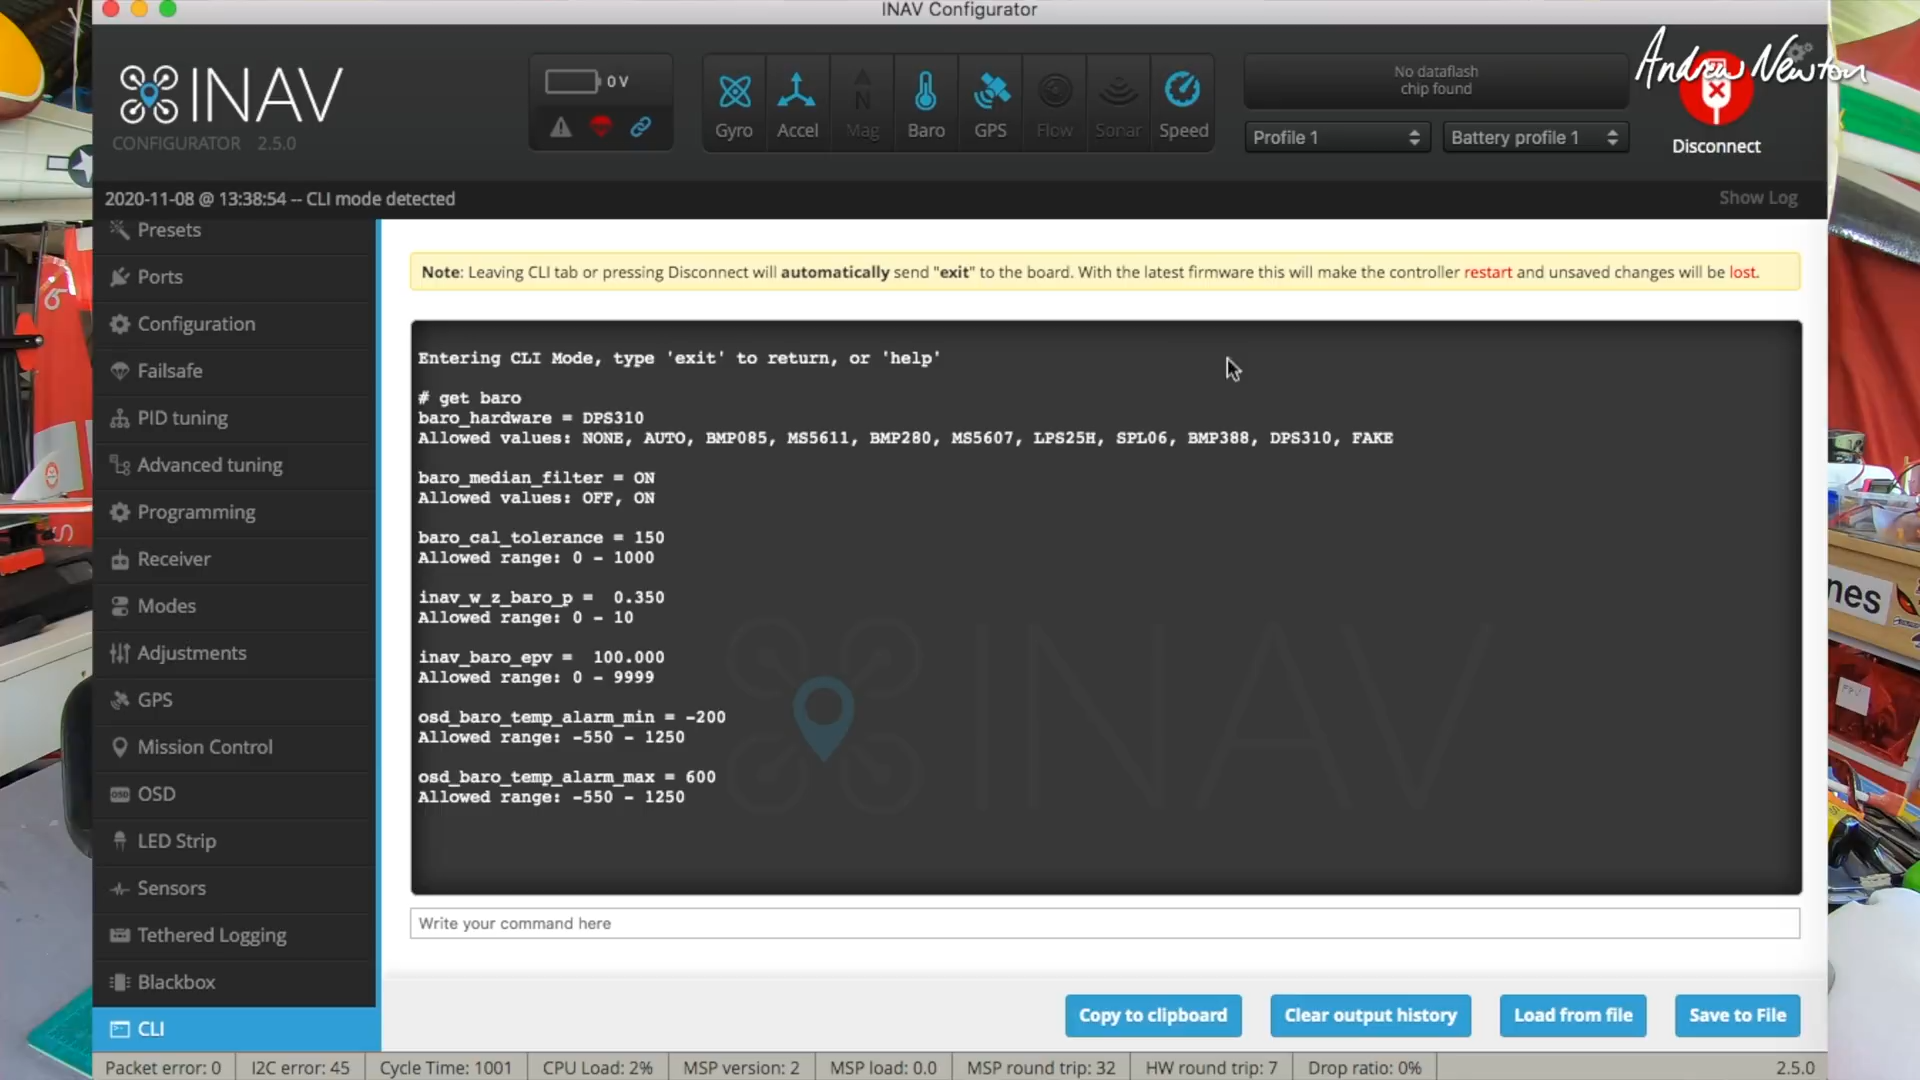 INAV Configurator
INAV
CONFIGURATOR 2.5.0
0 V
Gyro
Accel
Mag
Baro
GPS
Flow
Sonar
Speed
No dataflash
chip found
Profile 1
Battery profile 1
Andrew Newton
Disconnect
2020-11-08 @ 13:38:54 -- CLI mode detected
Show Log
Presets
Ports
Configuration
Failsafe
PID tuning
Advanced tuning
Programming
Receiver
Modes
Adjustments
GPS
Mission Control
OSD
LED Strip
Sensors
Tethered Logging
Blackbox
CLI
Note: Leaving CLI tab or pressing Disconnect will automatically send "exit" to the board. With the latest firmware this will make the controller restart and unsaved changes will be lost.
Entering CLI Mode, type 'exit' to return, or 'help'
# get baro
baro_hardware = DPS310
Allowed values: NONE, AUTO, BMP085, MS5611, BMP280, MS5607, LPS25H, SPL06, BMP388, DPS310, FAKE
baro_median_filter = ON
Allowed values: OFF, ON
baro_cal_tolerance = 150
Allowed range: 0 - 1000
inav_w_z_baro_p =  0.350
Allowed range: 0 - 10
inav_baro_epv =  100.000
Allowed range: 0 - 9999
osd_baro_temp_alarm_min = -200
Allowed range: -550 - 1250
osd_baro_temp_alarm_max = 600
Allowed range: -550 - 1250
INAV
Write your command here
Copy to clipboard
Clear output history
Load from file
Save to File
Packet error: 0
I2C error: 45
Cycle Time: 1001
CPU Load: 2%
MSP version: 2
MSP load: 0.0
MSP round trip: 32
HW round trip: 7
Drop ratio: 0%
2.5.0